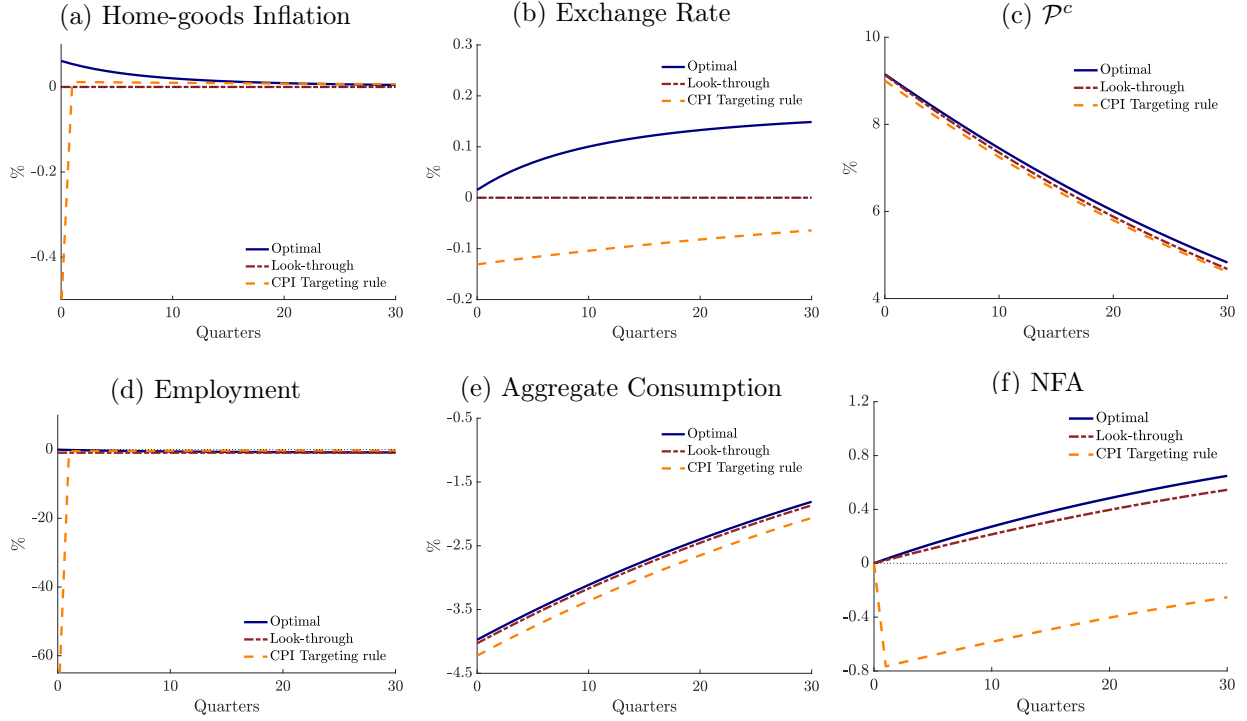 (a) Home-goods Inflation
%
0
-0.2
-0.4
0
10
20
30
Quarters
Optimal
Look-through
CPI Targeting rule
(b) Exchange Rate
%
0.3
0.2
0.1
0
-0.1
-0.2
0
10
20
30
Quarters
Optimal
Look-through
CPI Targeting rule
(c) 𝒫ᶜ
%
10
8
6
4
0
10
20
30
Quarters
Optimal
Look-through
CPI Targeting rule
(d) Employment
%
0
-20
-40
-60
0
10
20
30
Quarters
Optimal
Look-through
CPI Targeting rule
(e) Aggregate Consumption
%
-0.5
-1.5
-2.5
-3.5
-4.5
0
10
20
30
Quarters
Optimal
Look-through
CPI Targeting rule
(f) NFA
%
1.2
0.8
0.4
0
-0.4
-0.8
0
10
20
30
Quarters
Optimal
Look-through
CPI Targeting rule